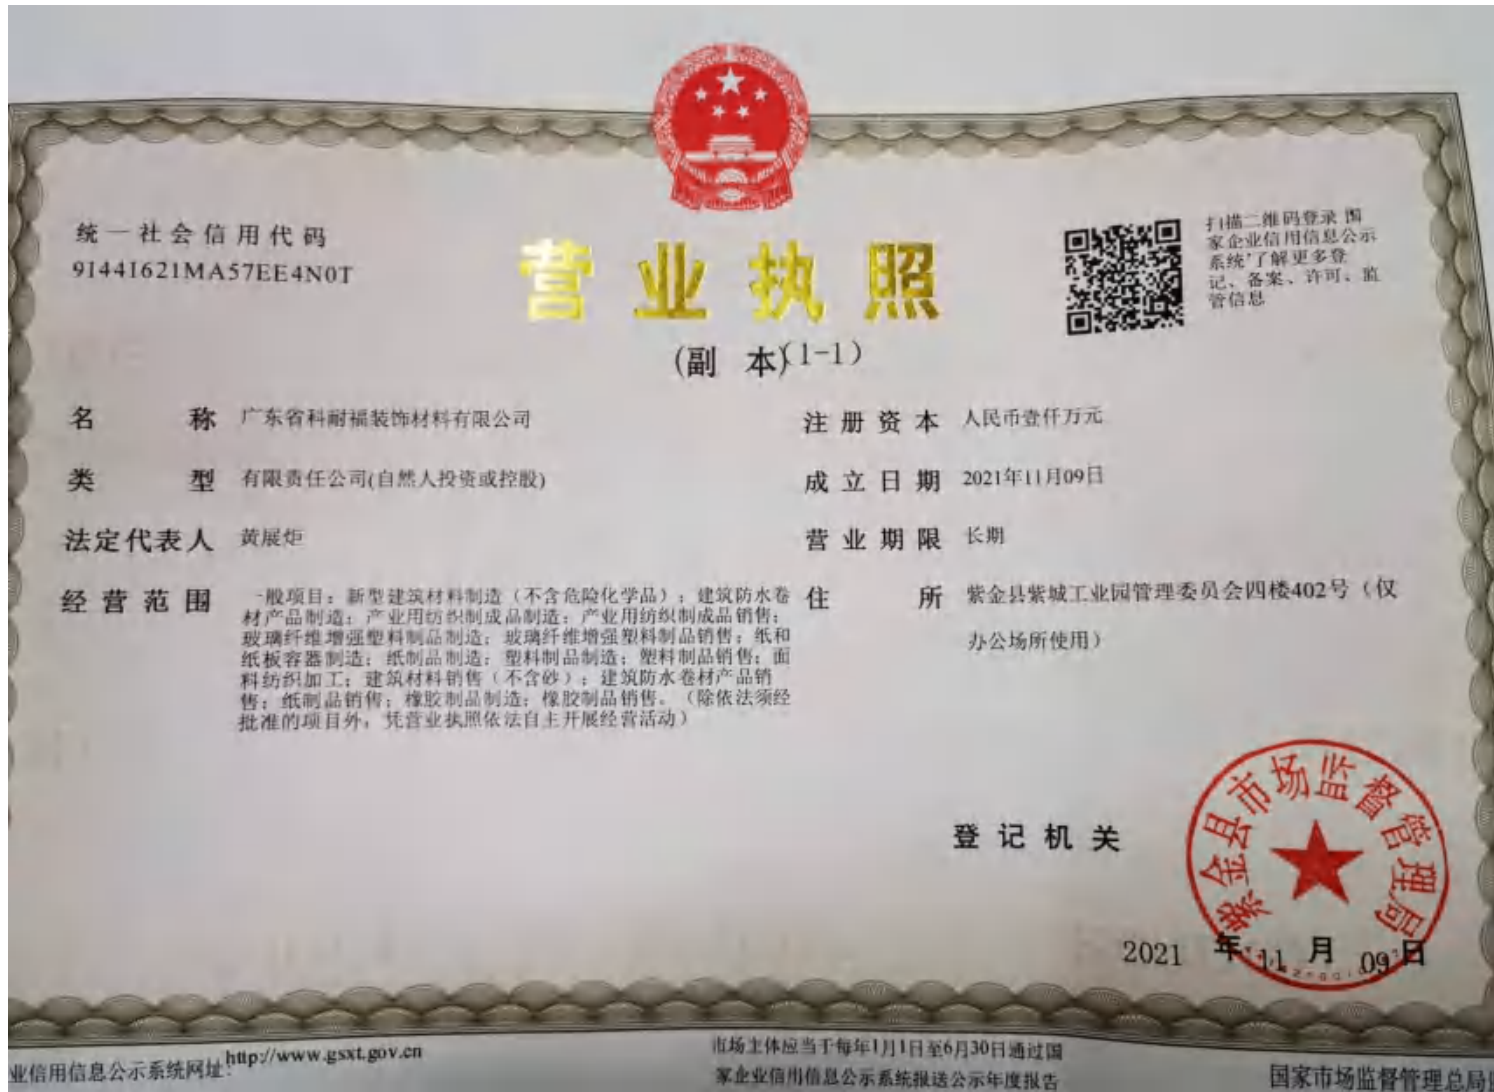 统一社会信用代码
91441621MA57EE4N0T
营业执照
(副 本)(1-1)
扫描二维码登录 国
家企业信用信息公示
系统'了解更多登
记、备案、许可、监
管信息
名 称 广东省科耐福装饰材料有限公司
类 型 有限责任公司(自然人投资或控股)
法定代表人 黄展炬
经营范围 一般项目：新型建筑材料制造（不含危险化学品）；建筑防水卷
材产品制造；产业用纺织制成品制造；产业用纺织制成品销售；
玻璃纤维增强塑料制品制造；玻璃纤维增强塑料制品销售；纸和
纸板容器制造；纸制品制造；塑料制品制造；塑料制品销售；面
料纺织加工；建筑材料销售（不含砂）；建筑防水卷材产品销
售；纸制品销售；橡胶制品制造；橡胶制品销售。（除依法须经
批准的项目外，凭营业执照依法自主开展经营活动）
注册资本 人民币壹仟万元
成立日期 2021年11月09日
营业期限 长期
住 所 紫金县紫城工业园管理委员会四楼402号（仅
办公场所使用）
登记机关
紫金县市场监督管理局
2021 年 11 月 09 日
业信用信息公示系统网址：http://www.gsxt.gov.cn
市场主体应当于每年1月1日至6月30日通过国
家企业信用信息公示系统报送公示年度报告
国家市场监督管理总局